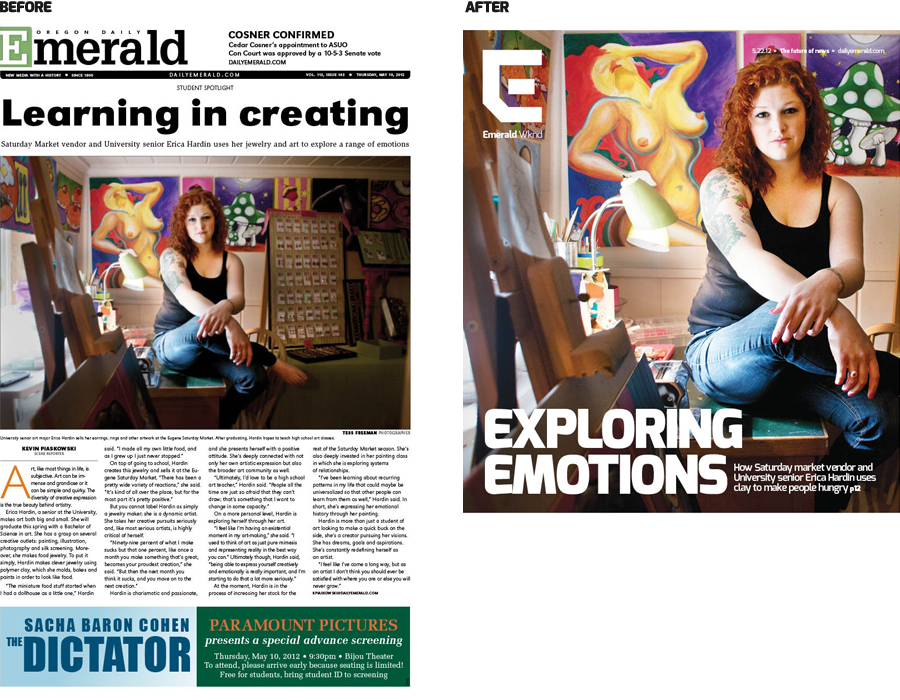 BEFORE
OREGON DAILY
Emerald
COSNER CONFIRMED
Cedar Cosner's appointment to ASUO
Con Court was approved by a 10-5-3 Senate vote
DAILYEMERALD.COM
NEW MEDIA WITH A HISTORY • SINCE 1900
DAILYEMERALD.COM
VOL. 113, ISSUE 143 • THURSDAY, MAY 10, 2012
STUDENT SPOTLIGHT
Learning in creating
Saturday Market vendor and University senior Erica Hardin uses her jewelry and art to explore a range of emotions
TESS FREEMAN PHOTOGRAPHER
University senior art major Erica Hardin sells her earrings, rings and other artwork at the Eugene Saturday Market. After graduating, Hardin hopes to teach high school art classes.
KEVIN PIASKOWSKI
SCENE REPORTER
Art, like most things in life, is
subjective. Art can be im-
mense and grandiose or it
can be simple and quirky. The
diversity of creative expression
is the true beauty behind artistry.
Erica Hardin, a senior at the University,
makes art both big and small. She will
graduate this spring with a Bachelor of
Science in art. She has a grasp on several
creative outlets: painting, illustration,
photography and silk screening. More-
over, she makes food jewelry. To put it
simply, Hardin makes clever jewelry using
polymer clay, which she molds, bakes and
paints in order to look like food.
"The miniature food stuff started when
I had a dollhouse as a little one," Hardin
said. "I made all my own little food, and
as I grew up I just never stopped."
On top of going to school, Hardin
creates this jewelry and sells it at the Eu-
gene Saturday Market. "There has been a
pretty wide variety of reactions," she said.
"It's kind of all over the place, but for the
most part it's pretty positive."
But you cannot label Hardin as simply
a jewelry maker; she is a dynamic artist.
She takes her creative pursuits seriously
and, like most serious artists, is highly
critical of herself.
"Ninety-nine percent of what I make
sucks but that one percent, like once a
month you make something that's great,
becomes your proudest creation," she
said. "But then the next month you
think it sucks, and you move on to the
next creation."
Hardin is charismatic and passionate,
and she presents herself with a positive
attitude. She's deeply connected with not
only her own artistic expression but also
the broader art community as well.
"Ultimately, I'd love to be a high school
art teacher," Hardin said. "People all the
time are just so afraid that they can't
draw; that's something that I want to
change in some capacity."
On a more personal level, Hardin is
exploring herself through her art.
"I feel like I'm having an existential
moment in my art-making," she said. "I
used to think of art as just pure mimesis
and representing reality in the best way
you can." Ultimately though, Hardin said,
"being able to express yourself creatively
and emotionally is really important, and I'm
starting to do that a lot more seriously."
At the moment, Hardin is in the
process of increasing her stock for the
rest of the Saturday Market season. She's
also deeply invested in her painting class
in which she is exploring systems
of relationships.
"I've been learning about recurring
patterns in my life that could maybe be
universalized so that other people can
learn from them as well," Hardin said. In
short, she's expressing her emotional
history through her painting.
Hardin is more than just a student of
art looking to make a quick buck on the
side, she's a creator pursuing her visions.
She has dreams, goals and aspirations.
She's constantly redefining herself as
an artist.
"I feel like I've come a long way, but as
an artist I don't think you should ever be
satisfied with where you are or else you will
never grow."
KPIASKOWSKI@DAILYEMERALD.COM
SACHA BARON COHEN
THE DICTATOR
PARAMOUNT PICTURES
presents a special advance screening
Thursday, May 10, 2012 • 9:30pm • Bijou Theater
To attend, please arrive early because seating is limited!
Free for students, bring student ID to screening
AFTER
5.22.12 • The future of news • dailyemerald.com
E
Emerald Wknd
EXPLORING
EMOTIONS
How Saturday market vendor and
University senior Erica Hardin uses
clay to make people hungry p12